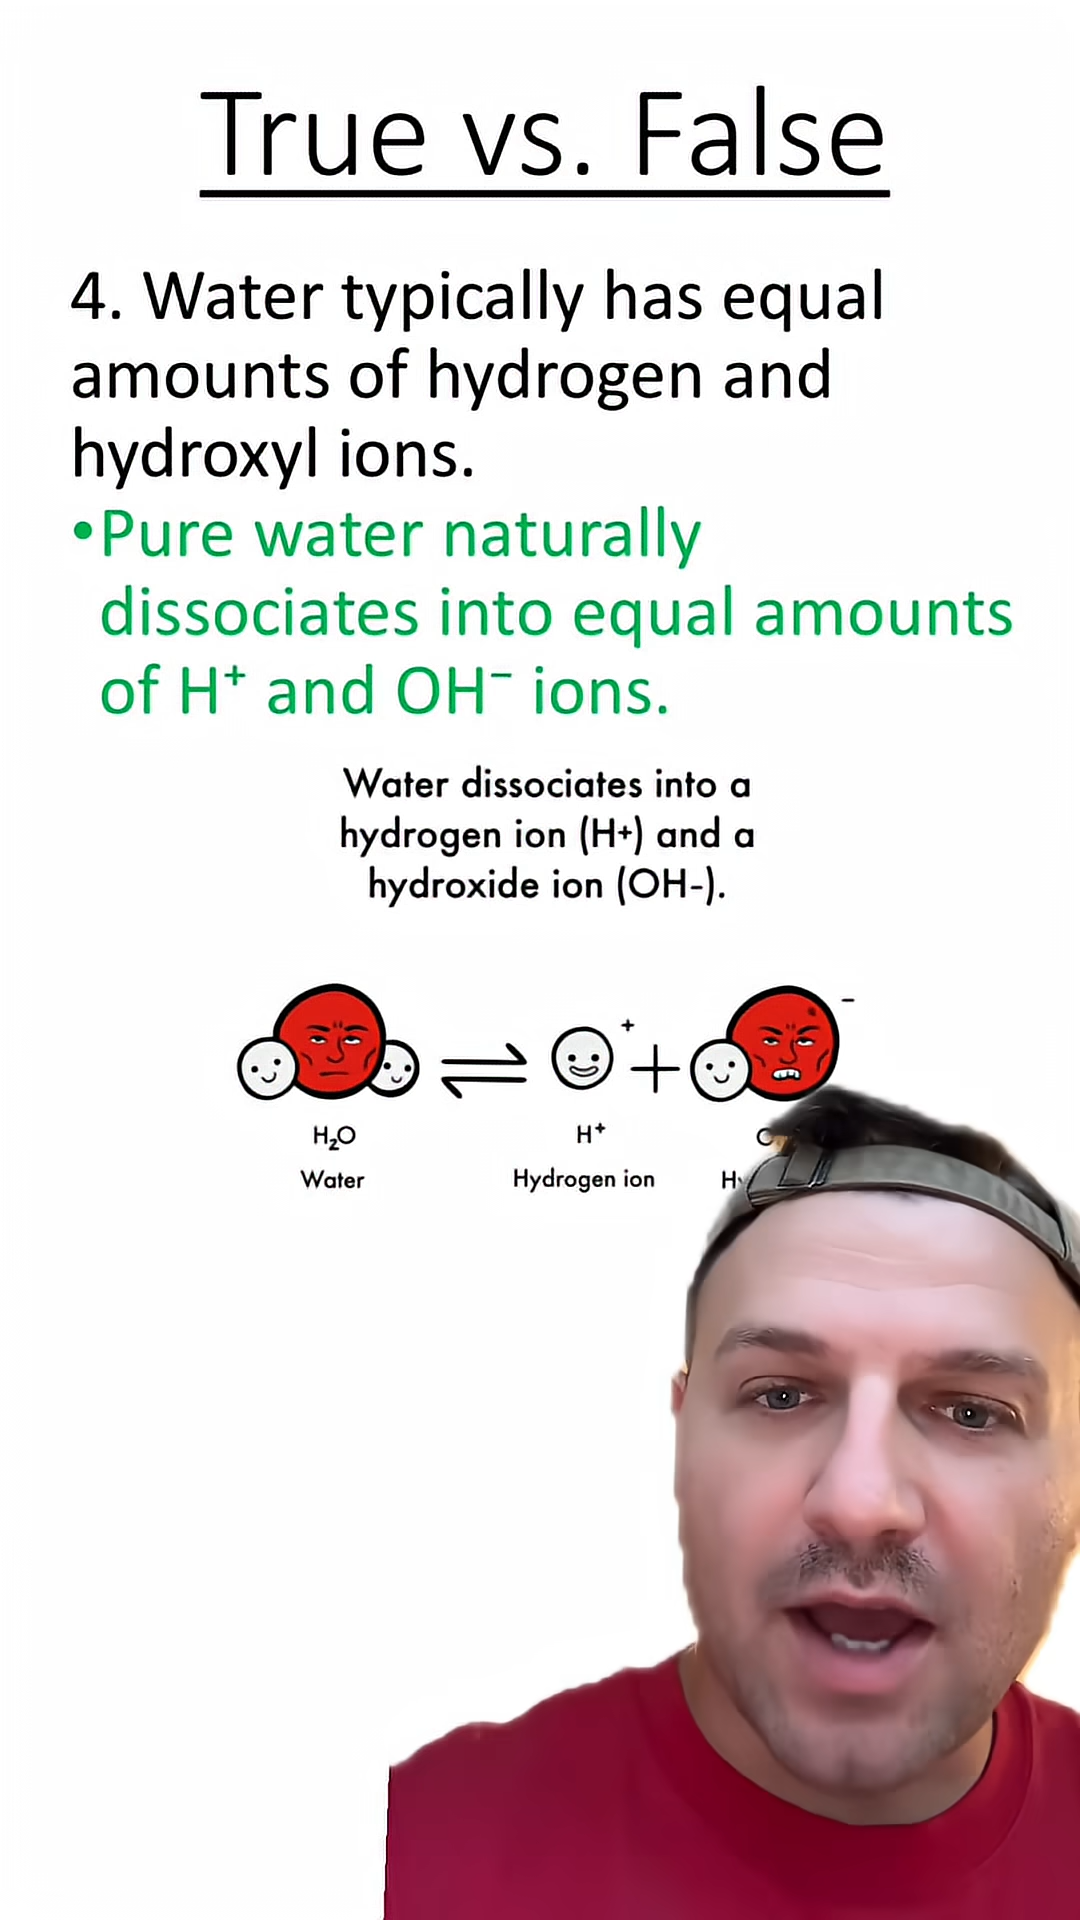 True vs. False
4. Water typically has equal
amounts of hydrogen and
hydroxyl ions.
•Pure water naturally
dissociates into equal amounts
of H⁺ and OH⁻ ions.
Water dissociates into a
hydrogen ion (H+) and a
hydroxide ion (OH-).
+
−
+
H₂O
H⁺
Water
Hydrogen ion